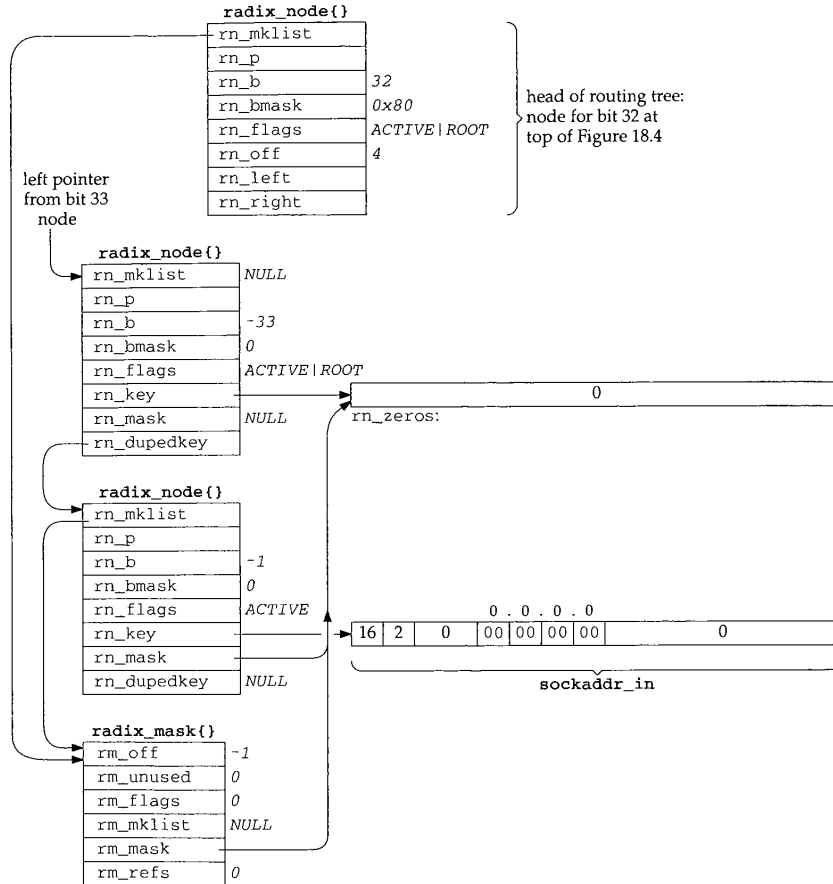 radix_node{}
rn_mklist
rn_p
rn_b 32
rn_bmask 0x80
rn_flags ACTIVE|ROOT
rn_off 4
rn_left
rn_right
head of routing tree:
node for bit 32 at
top of Figure 18.4
left pointer
from bit 33
node
radix_node{}
rn_mklist NULL
rn_p
rn_b -33
rn_bmask 0
rn_flags ACTIVE|ROOT
rn_key
rn_mask NULL
rn_dupedkey
0
rn_zeros:
radix_node{}
rn_mklist
rn_p
rn_b -1
rn_bmask 0
rn_flags ACTIVE
rn_key
rn_mask
rn_dupedkey NULL
0 . 0 . 0 . 0
16 2 0 00 00 00 00 0
sockaddr_in
radix_mask{}
rm_off -1
rm_unused 0
rm_flags 0
rm_mklist NULL
rm_mask
rm_refs 0